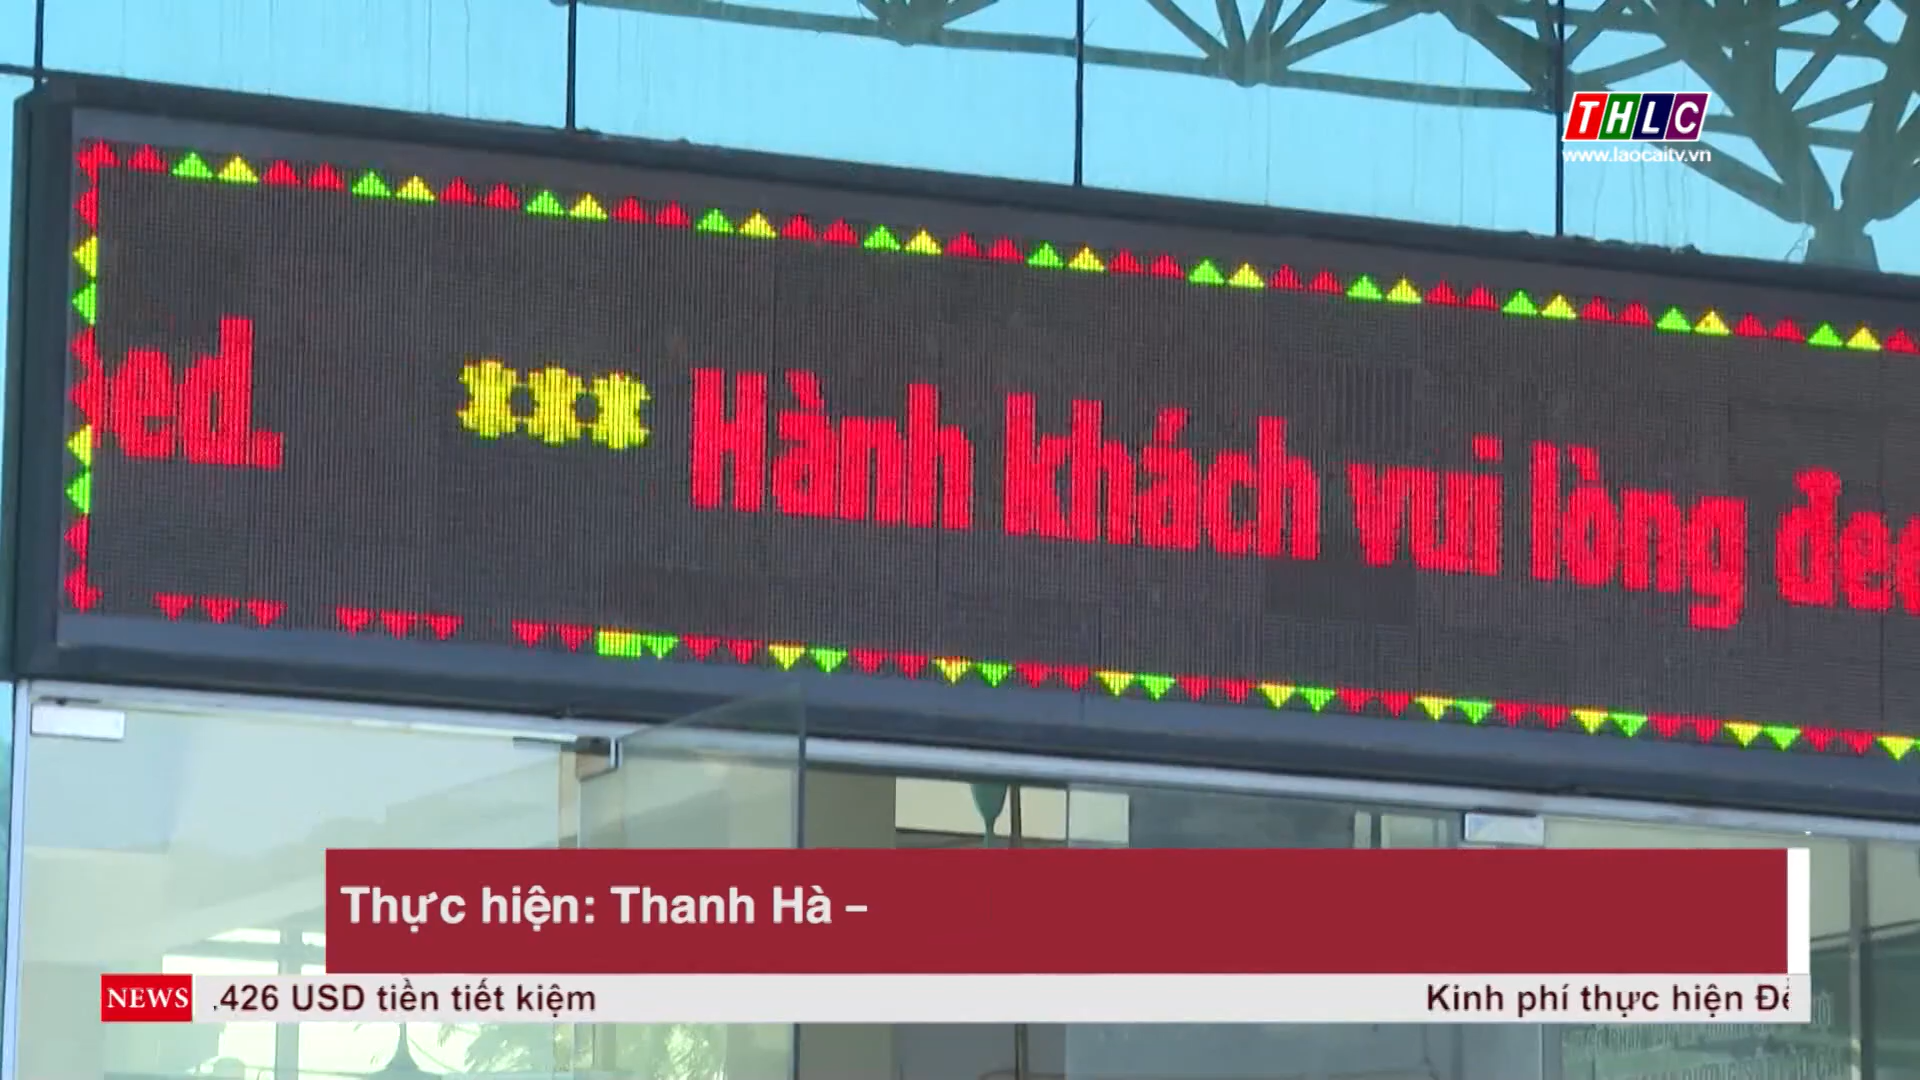 THLC
www.laocaitv.vn
ed. *** Hành khách vui lòng đeo
Thực hiện: Thanh Hà –
NEWS .426 USD tiền tiết kiệm Kinh phí thực hiện Đề